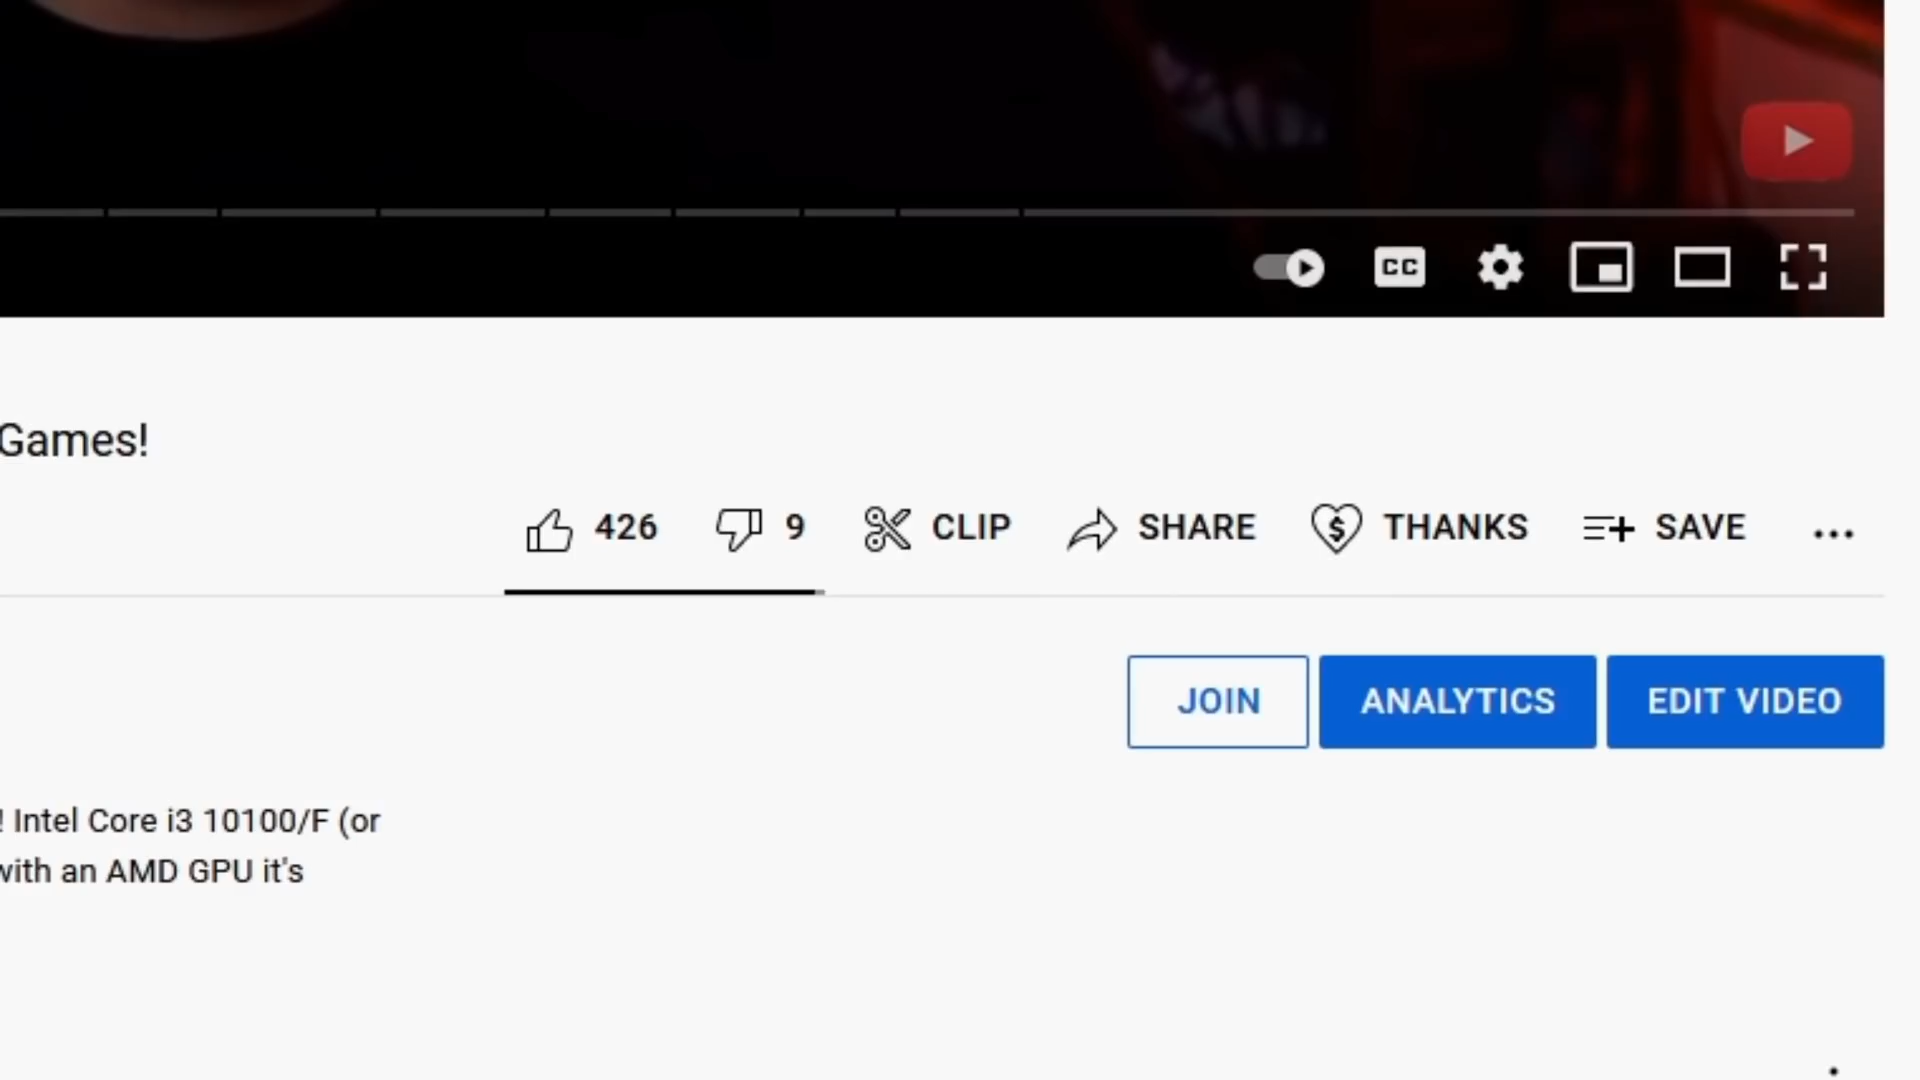 CC
Games!
426 9 CLIP SHARE THANKS SAVE ...
JOIN ANALYTICS EDIT VIDEO
! Intel Core i3 10100/F (or
with an AMD GPU it's